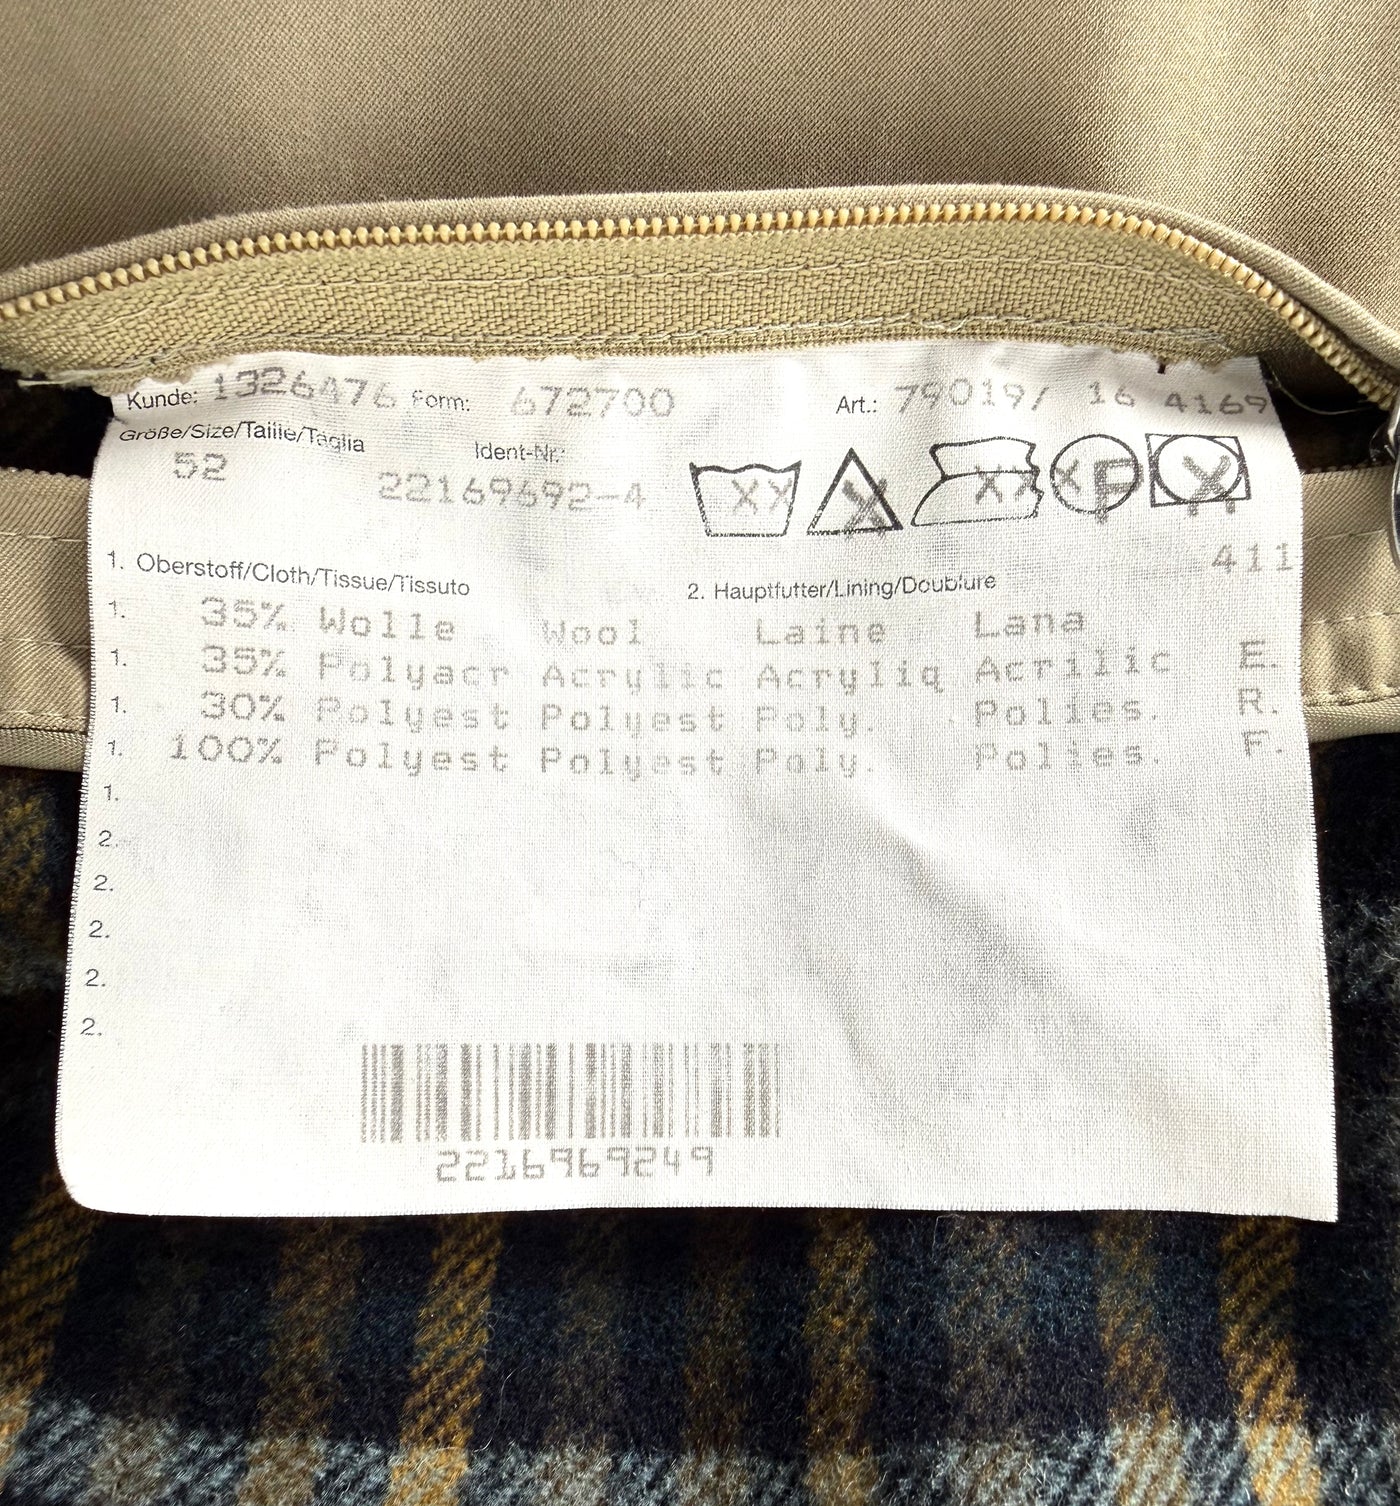 Kunde: 1326476 Form: 672700 Art.: 79019/ 16 4169
Größe/Size/Taille/Taglia Ident-Nr.:
52 22169692-4
XX X XX XF X
411
1. Oberstoff/Cloth/Tissue/Tissuto 2. Hauptfutter/Lining/Doublure
1. 35% Wolle Wool Laine Lana
1. 35% Polyacr Acrylic Acryliq Acrilic E.
1. 30% Polyest Polyest Poly. Polies. R.
1. 100% Polyest Polyest Poly. Polies. F.
1.
2.
2.
2.
2.
2.
2216969249